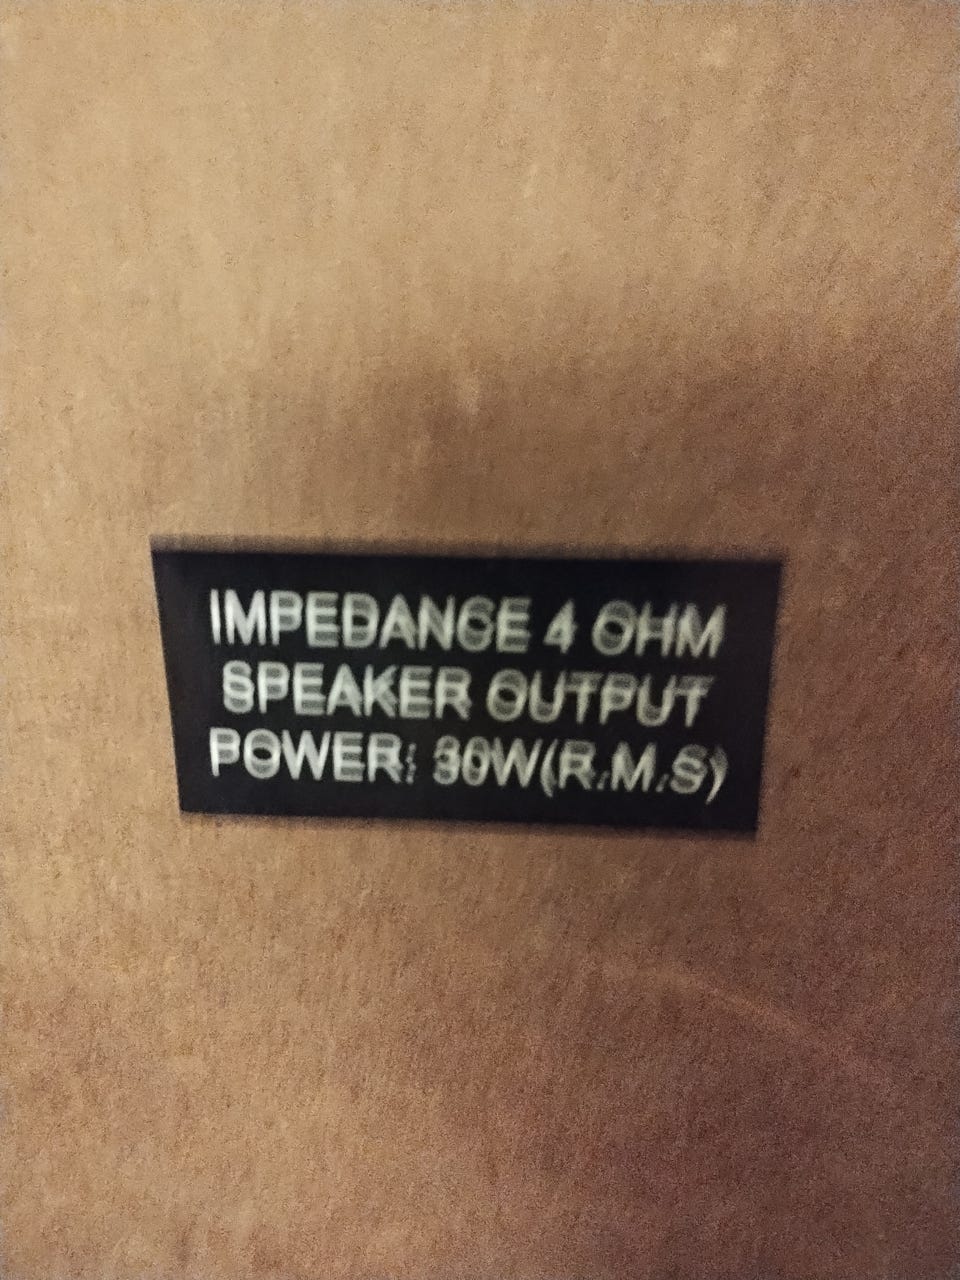 IMPEDANCE 4 OHM
SPEAKER OUTPUT
POWER: 30W(R.M.S)